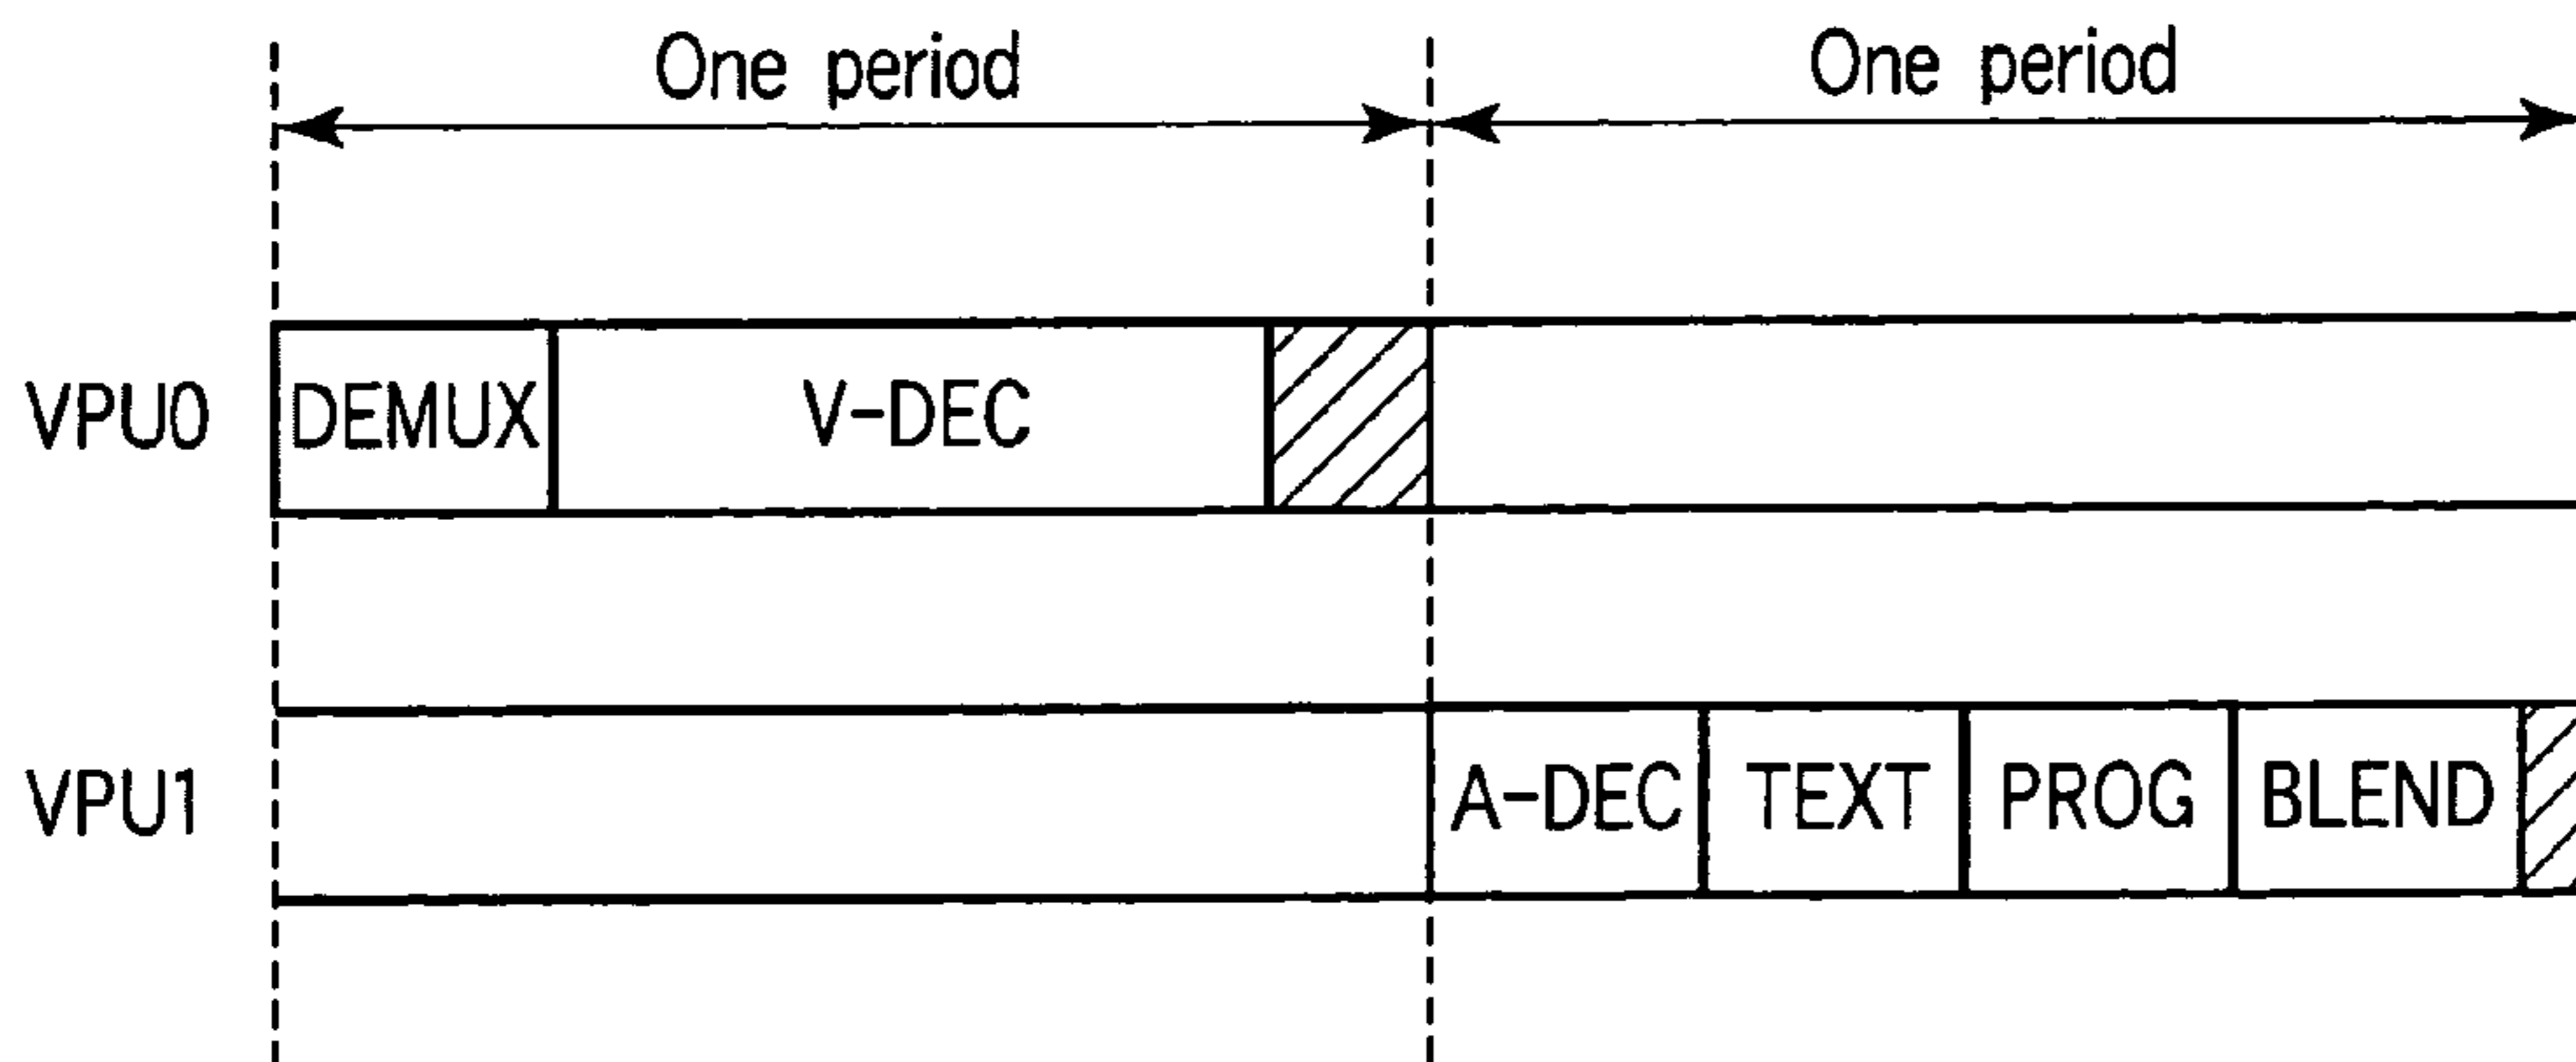 One period One period
VPU0 DEMUX V-DEC
VPU1 A-DEC TEXT PROG BLEND